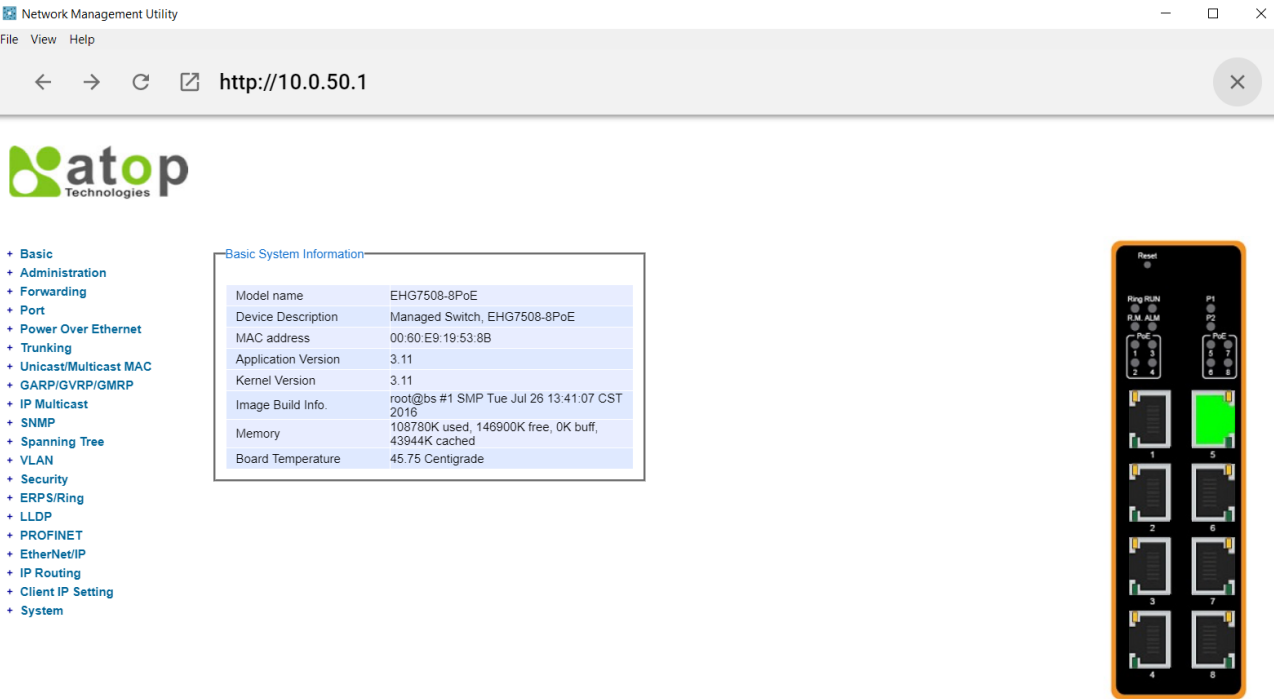 Network Management Utility
File View Help
http://10.0.50.1
atop
Technologies
+ Basic
+ Administration
+ Forwarding
+ Port
+ Power Over Ethernet
+ Trunking
+ Unicast/Multicast MAC
+ GARP/GVRP/GMRP
+ IP Multicast
+ SNMP
+ Spanning Tree
+ VLAN
+ Security
+ ERPS/Ring
+ LLDP
+ PROFINET
+ EtherNet/IP
+ IP Routing
+ Client IP Setting
+ System
Basic System Information
Model name EHG7508-8PoE
Device Description Managed Switch, EHG7508-8PoE
MAC address 00:60:E9:19:53:8B
Application Version 3.11
Kernel Version 3.11
Image Build Info. root@bs #1 SMP Tue Jul 26 13:41:07 CST
2016
Memory 108780K used, 146900K free, 0K buff,
43944K cached
Board Temperature 45.75 Centigrade
Reset
Ring RUN P1
R.M. ALM P2
PoE PoE
1 3 5 7
2 4 6 8
1 5
2 6
3 7
4 8